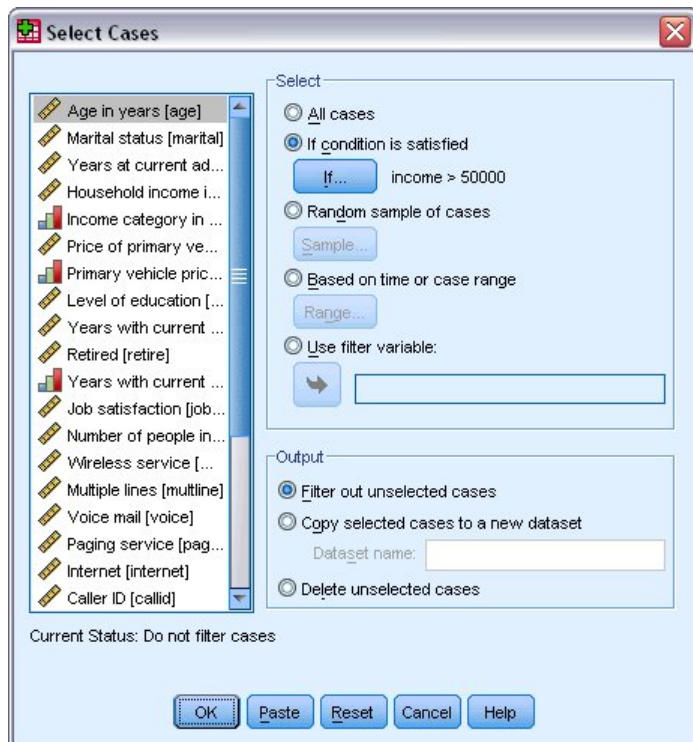 Select Cases
Age in years [age]
Marital status [marital]
Years at current ad...
Household income i...
Income category in ...
Price of primary ve...
Primary vehicle pric...
Level of education [...
Years with current ...
Retired [retire]
Years with current ...
Job satisfaction [job...
Number of people in...
Wireless service [...
Multiple lines [multline]
Voice mail [voice]
Paging service [pag...
Internet [internet]
Caller ID [callid]
Current Status: Do not filter cases
Select
All cases
If condition is satisfied
If... income > 50000
Random sample of cases
Sample...
Based on time or case range
Range...
Use filter variable:
Output
Filter out unselected cases
Copy selected cases to a new dataset
Dataset name:
Delete unselected cases
OK Paste Reset Cancel Help